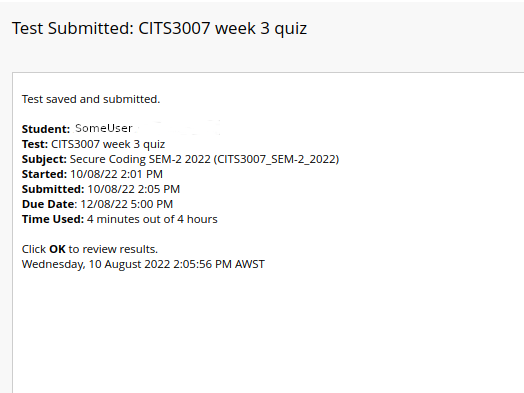 Test Submitted: CITS3007 week 3 quiz
Test saved and submitted.
Student: SomeUser
Test: CITS3007 week 3 quiz
Subject: Secure Coding SEM-2 2022 (CITS3007_SEM-2_2022)
Started: 10/08/22 2:01 PM
Submitted: 10/08/22 2:05 PM
Due Date: 12/08/22 5:00 PM
Time Used: 4 minutes out of 4 hours
Click OK to review results.
Wednesday, 10 August 2022 2:05:56 PM AWST